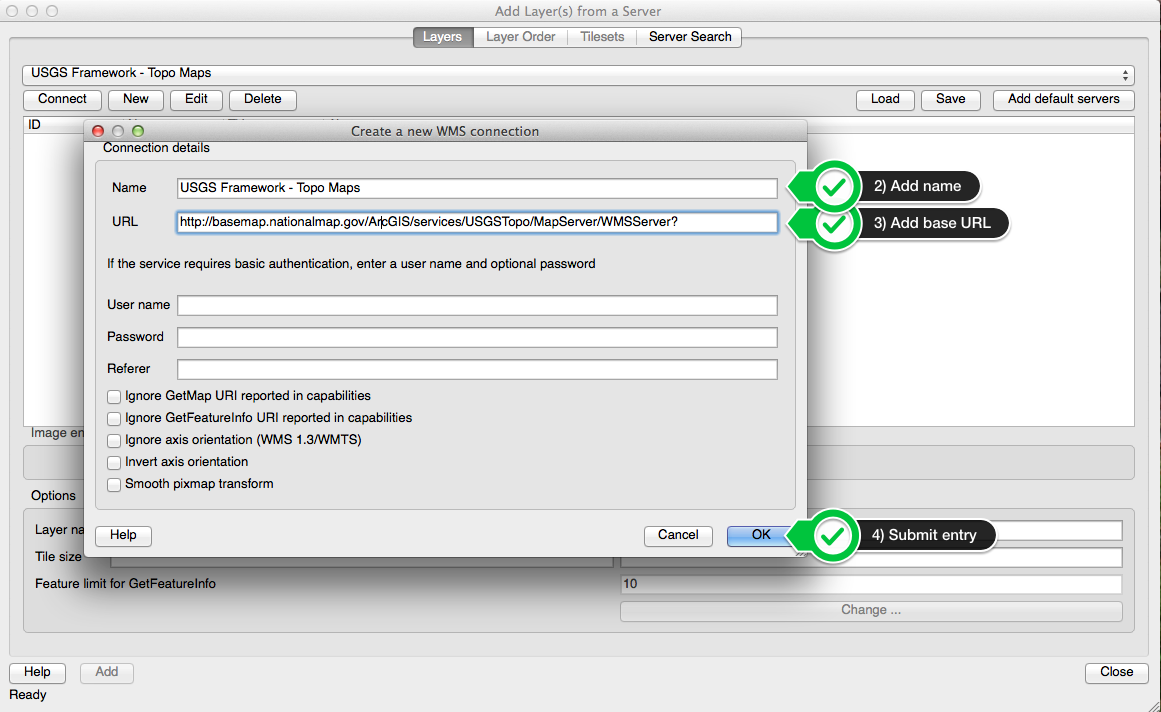 Add Layer(s) from a Server
Layers Layer Order Tilesets Server Search
USGS Framework - Topo Maps
Connect New Edit Delete Load Save Add default servers
ID
Create a new WMS connection
Connection details
Name USGS Framework - Topo Maps 2) Add name
URL http://basemap.nationalmap.gov/ArcGIS/services/USGSTopo/MapServer/WMSServer? 3) Add base URL
If the service requires basic authentication, enter a user name and optional password
User name
Password
Referer
Ignore GetMap URI reported in capabilities
Ignore GetFeatureInfo URI reported in capabilities
Image en
Ignore axis orientation (WMS 1.3/WMTS)
Invert axis orientation
Smooth pixmap transform
Options
Layer na
Help Cancel OK 4) Submit entry
Tile size
Feature limit for GetFeatureInfo 10
Change ...
Help Add Close
Ready